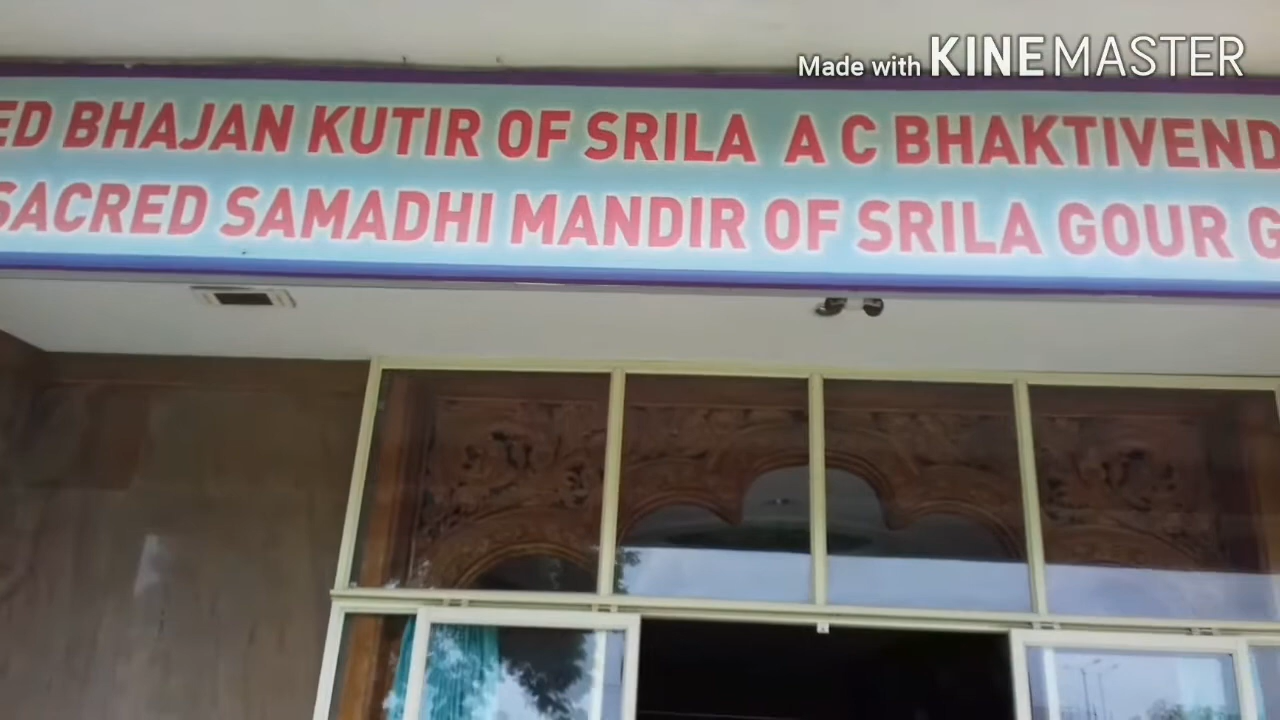 Made with KINEMASTER
ED BHAJAN KUTIR OF SRILA A C BHAKTIVEND
SACRED SAMADHI MANDIR OF SRILA GOUR G